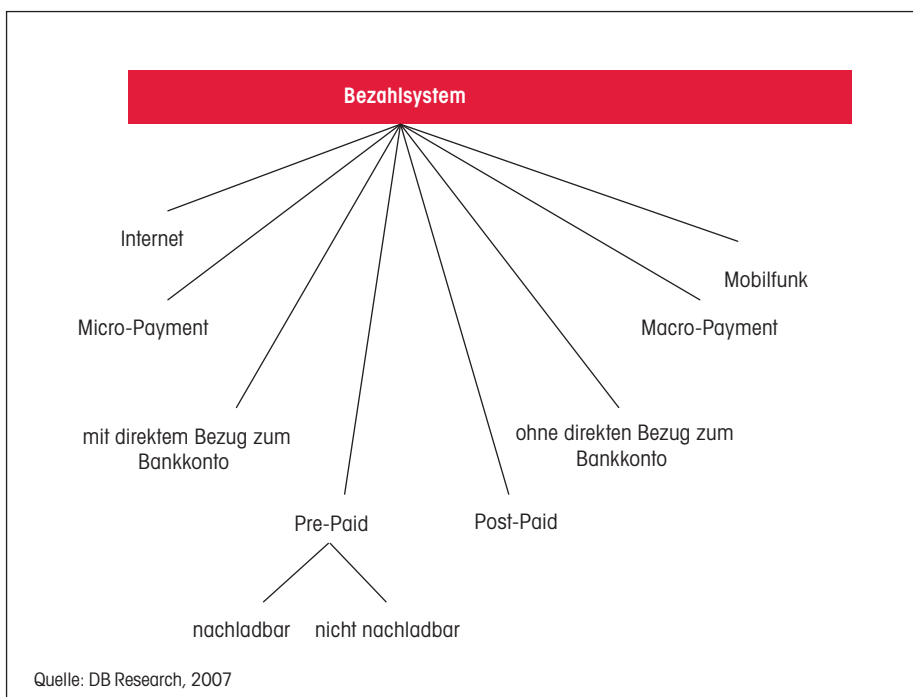 Bezahlsystem
Internet
Mobilfunk
Micro-Payment
Macro-Payment
mit direktem Bezug zum
Bankkonto
ohne direkten Bezug zum
Bankkonto
Pre-Paid
Post-Paid
nachladbar
nicht nachladbar
Quelle: DB Research, 2007